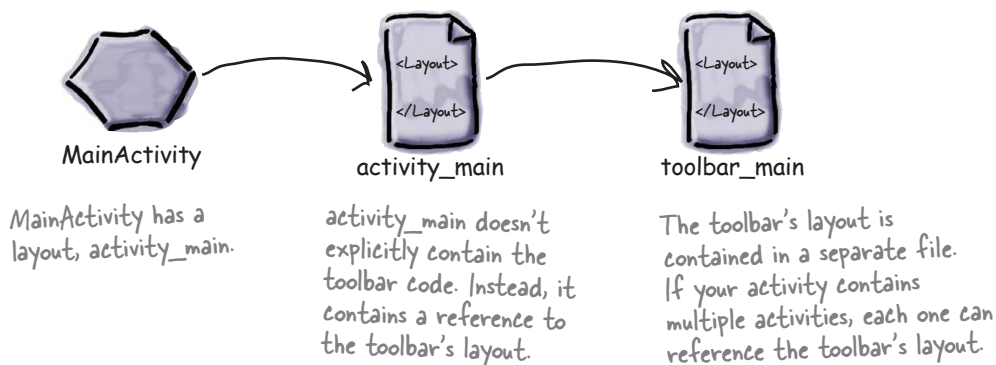 <Layout>
</Layout>
<Layout>
</Layout>
MainActivity
activity_main
toolbar_main
MainActivity has a
layout, activity_main.
activity_main doesn't
explicitly contain the
toolbar code. Instead, it
contains a reference to
the toolbar's layout.
The toolbar's layout is
contained in a separate file.
If your activity contains
multiple activities, each one can
reference the toolbar's layout.